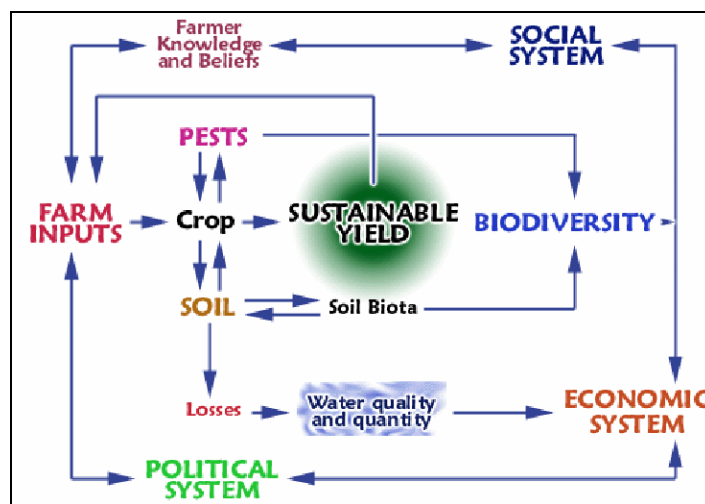 Farmer
Knowledge
and Beliefs
SOCIAL
SYSTEM
PESTS
FARM
INPUTS
Crop
SUSTAINABLE
YIELD
BIODIVERSITY
SOIL
Soil Biota
Losses
Water quality
and quantity
ECONOMIC
SYSTEM
POLITICAL
SYSTEM